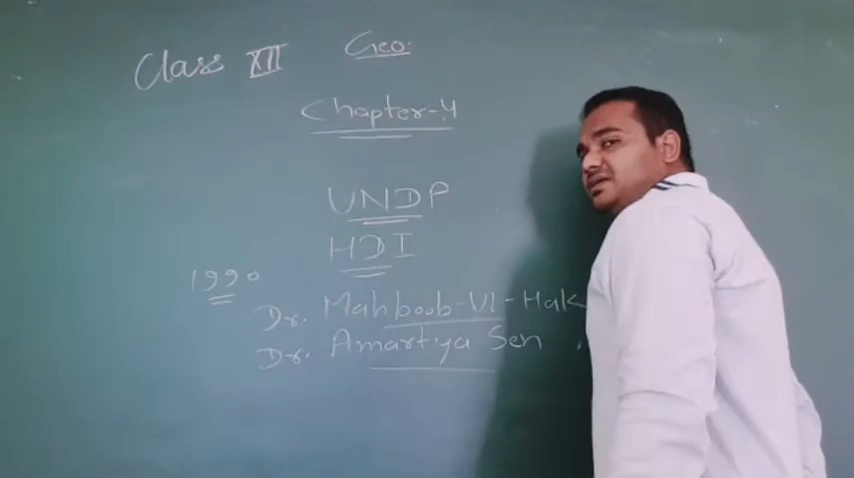 Class XII Geo.
Chapter-4
UNDP
HDI
1990
Dr. Mahboob-Ul-Hak
Dr. Amartya Sen